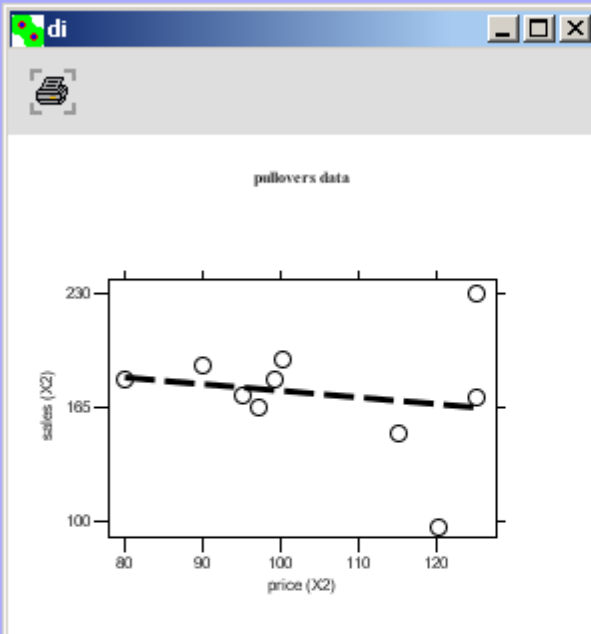 di
pullovers data
230
165
100
sales (X2)
80 90 100 110 120
price (X2)